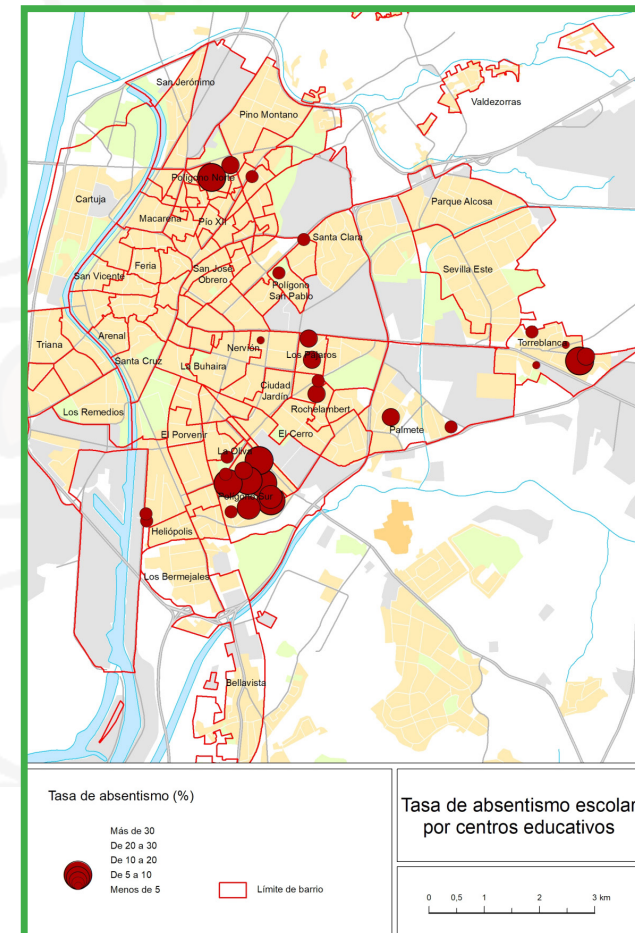 San Jerónimo
Pino Montano
Valdezorras
Polígono Norte
Cartuja
Parque Alcosa
Macarena
Pío XII
Santa Clara
Feria
San José
Obrero
Sevilla Este
San Vicente
Polígono
San Pablo
Triana
Arenal
Nervión
Torreblanca
Santa Cruz
La Buhaira
Los Pájaros
Ciudad
Jardín
Los Remedios
Rochelambert
El Porvenir
El Cerro
Palmete
La Oliva
Polígono Sur
Heliópolis
Los Bermejales
Bellavista
Tasa de absentismo (%)
Más de 30
De 20 a 30
De 10 a 20
De 5 a 10
Menos de 5
Límite de barrio
Tasa de absentismo escolar
por centros educativos
0 0,5 1 2 3 km